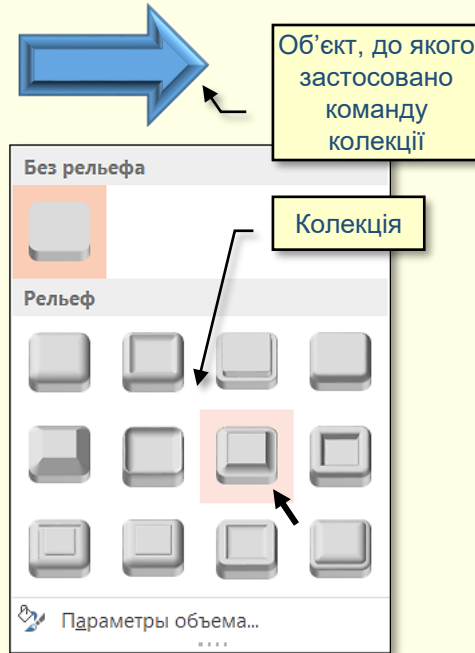 Об’єкт, до якого
застосовано
команду
колекції
Без рельефа
Колекція
Рельеф
Параметры объема...